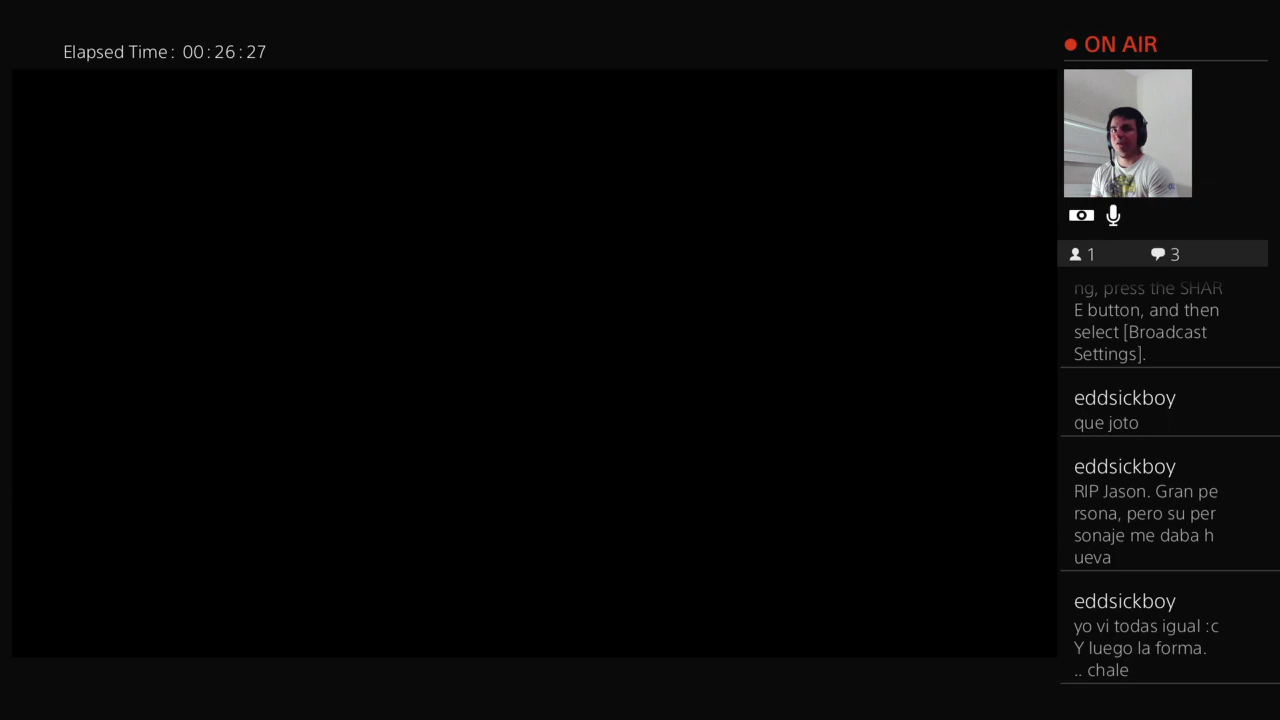 Elapsed Time: 00:26:27
ON AIR
1 3
ng, press the SHAR
E button, and then
select [Broadcast
Settings].
eddsickboy
que joto
eddsickboy
RIP Jason. Gran pe
rsona, pero su per
sonaje me daba h
ueva
eddsickboy
yo vi todas igual :c
Y luego la forma.
.. chale